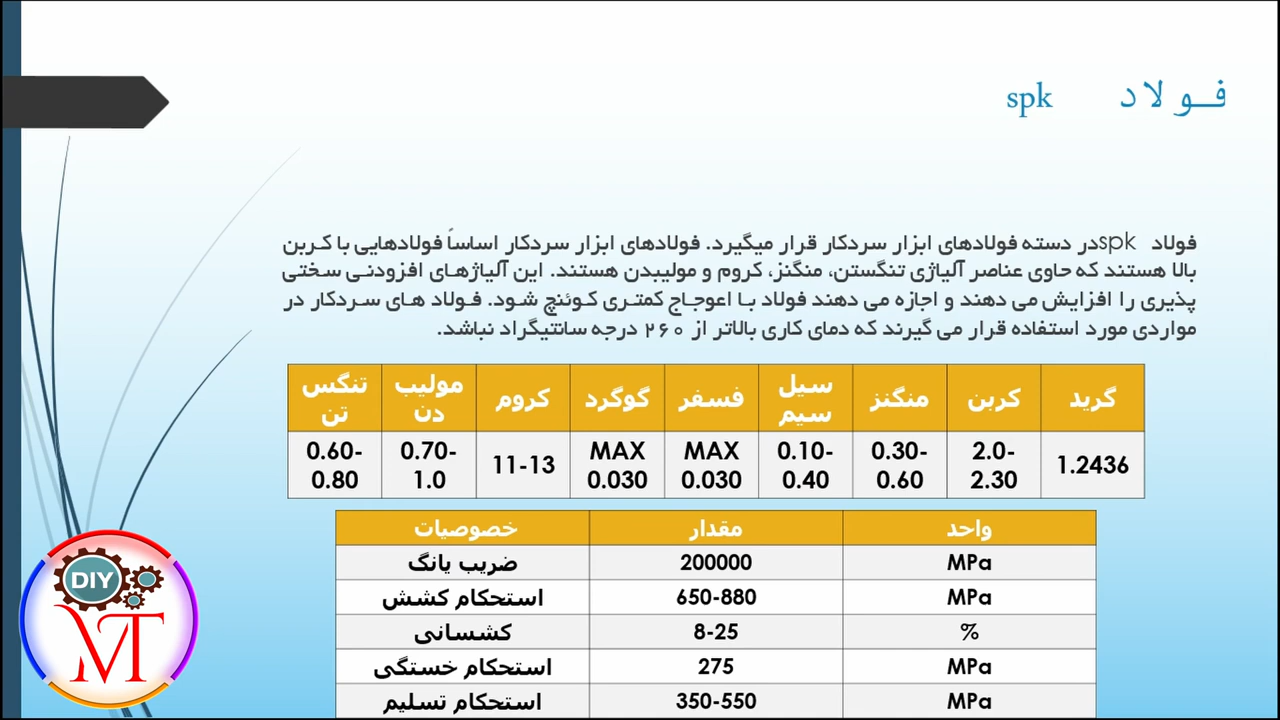 فولاد spk
فولاد spkدر دسته فولادهای ابزار سردکار قرار میگیرد. فولادهای ابزار سردکار اساساً فولادهایی با کربن
بالا هستند که حاوی عناصر آلیاژی تنگستن، منگنز، کروم و مولیبدن هستند. این آلیاژهای افزودنی سختی
پذیری را افزایش می دهند و اجازه می دهند فولاد با اعوجاج کمتری کوئنچ شود. فولاد های سردکار در
مواردی مورد استفاده قرار می گیرند که دمای کاری بالاتر از ۲۶۰ درجه سانتیگراد نباشد.
گرید کربن منگنز سیل سیم فسفر گوگرد کروم مولیب دن تنگس تن
1.2436 2.0-2.30 0.30-0.60 0.10-0.40 MAX 0.030 MAX 0.030 11-13 0.70-1.0 0.60-0.80
واحد مقدار خصوصیات
MPa 200000 ضریب یانگ
MPa 650-880 استحکام کشش
% 8-25 کشسانی
MPa 275 استحکام خستگی
MPa 350-550 استحکام تسلیم
DIY
MT